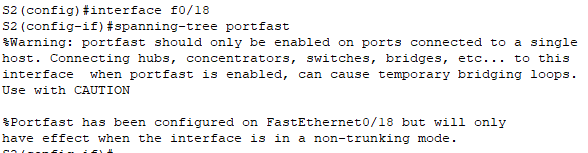 S2(config)#interface f0/18
S2(config-if)#spanning-tree portfast
%Warning: portfast should only be enabled on ports connected to a single
host. Connecting hubs, concentrators, switches, bridges, etc... to this
interface  when portfast is enabled, can cause temporary bridging loops.
Use with CAUTION

%Portfast has been configured on FastEthernet0/18 but will only
have effect when the interface is in a non-trunking mode.
S2(config-if)#